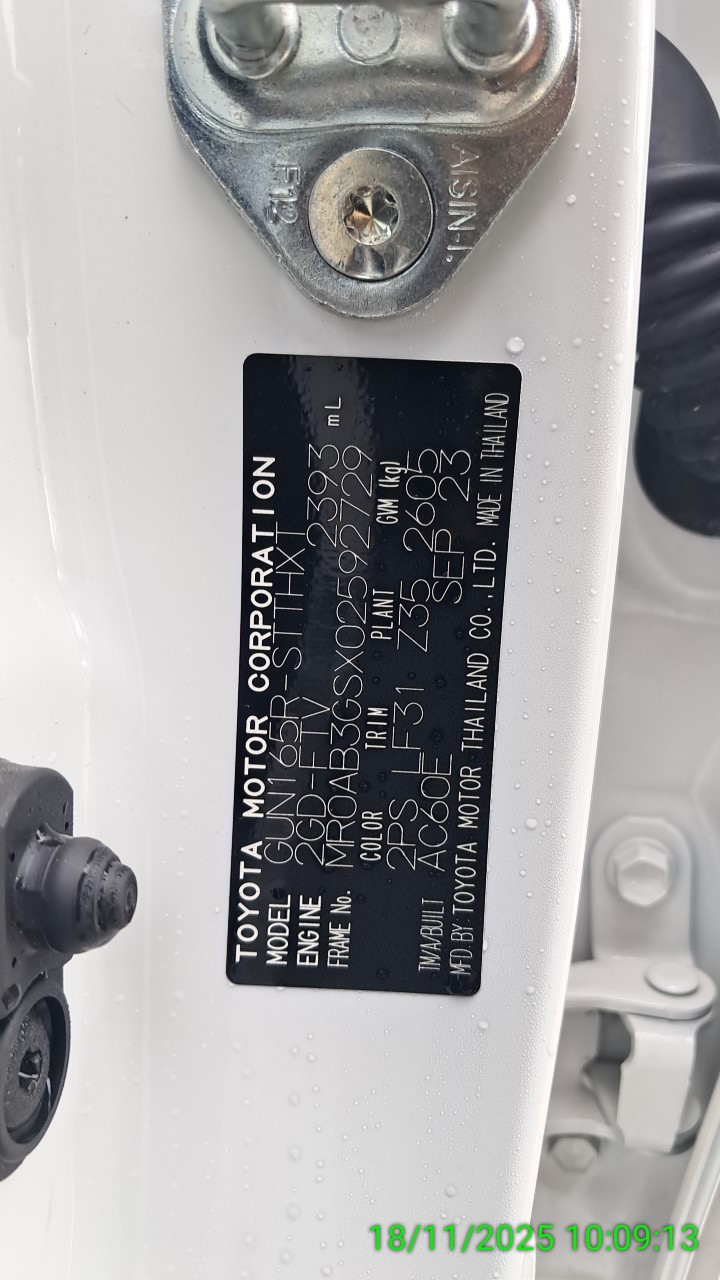 F12
AISIN-I.
TOYOTA MOTOR CORPORATION
MODEL GUN165R-STTHXT
ENGINE 2GD-FTV 2393 mL
FRAME No. MR0AB3GSX02592729
COLOR TRIM PLANT GVM (kg)
2PS LF31 Z35 2605
TM/A/BUILT AC60E SEP 23
MFD.BY:TOYOTA MOTOR THAILAND CO.,LTD. MADE IN THAILAND
18/11/2025 10:09:13